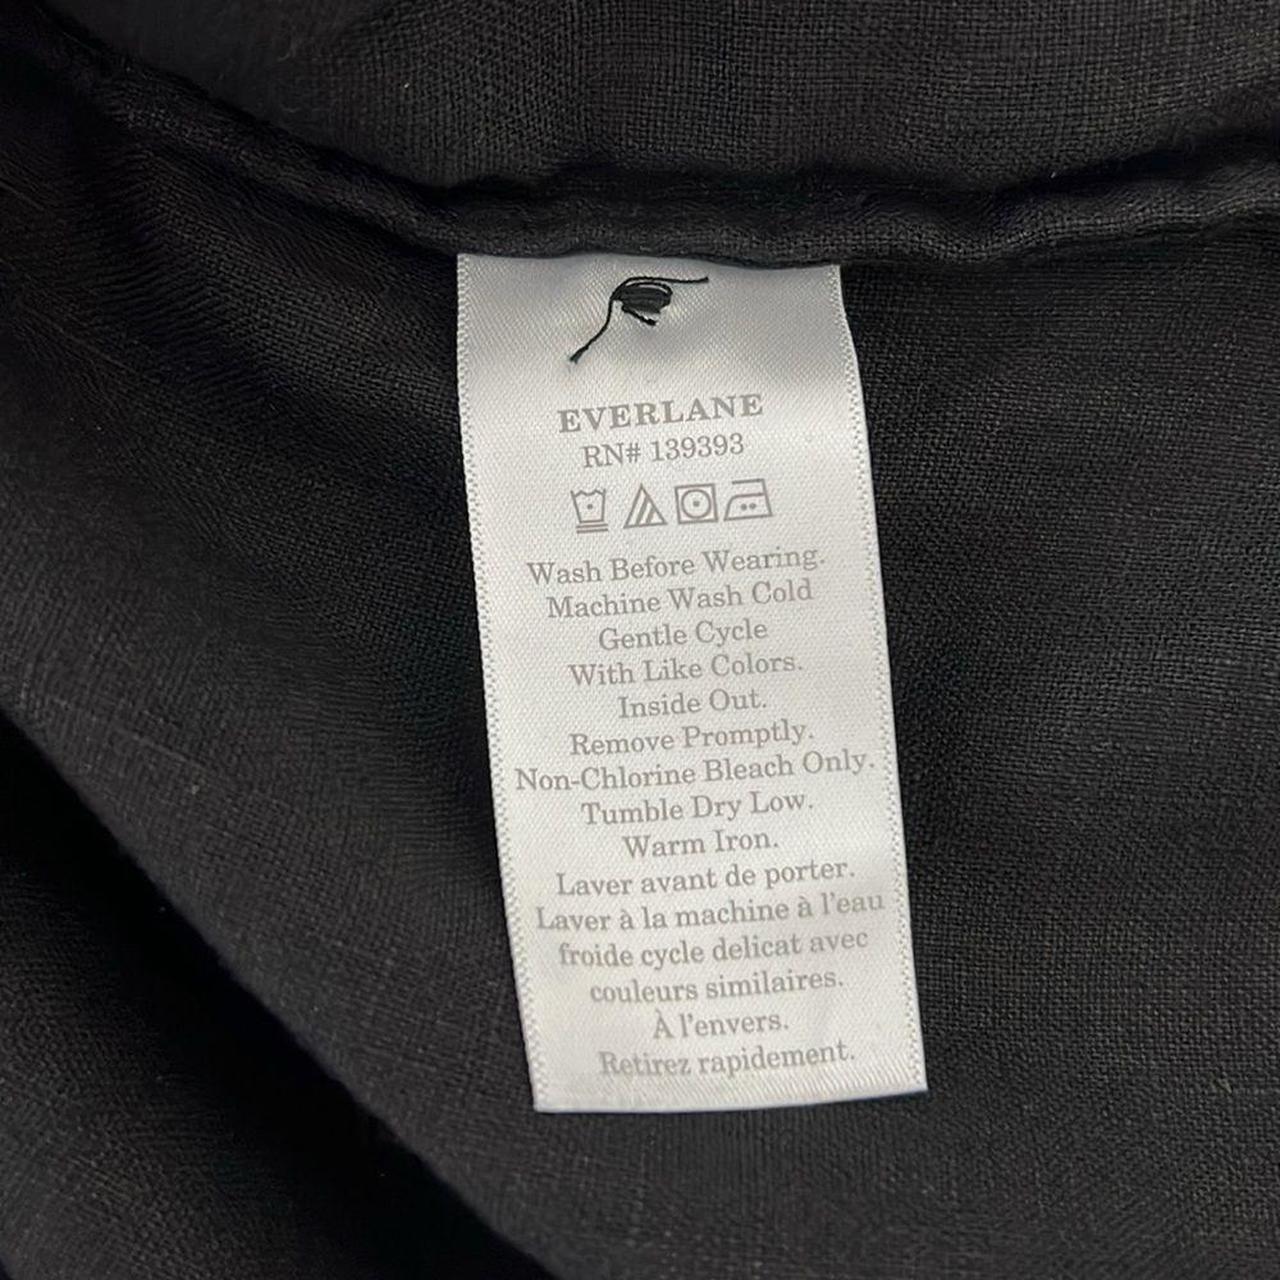 EVERLANE
RN# 139393
Wash Before Wearing.
Machine Wash Cold
Gentle Cycle
With Like Colors.
Inside Out.
Remove Promptly.
Non-Chlorine Bleach Only.
Tumble Dry Low.
Warm Iron.
Laver avant de porter.
Laver à la machine à l'eau
froide cycle delicat avec
couleurs similaires.
À l'envers.
Retirez rapidement.